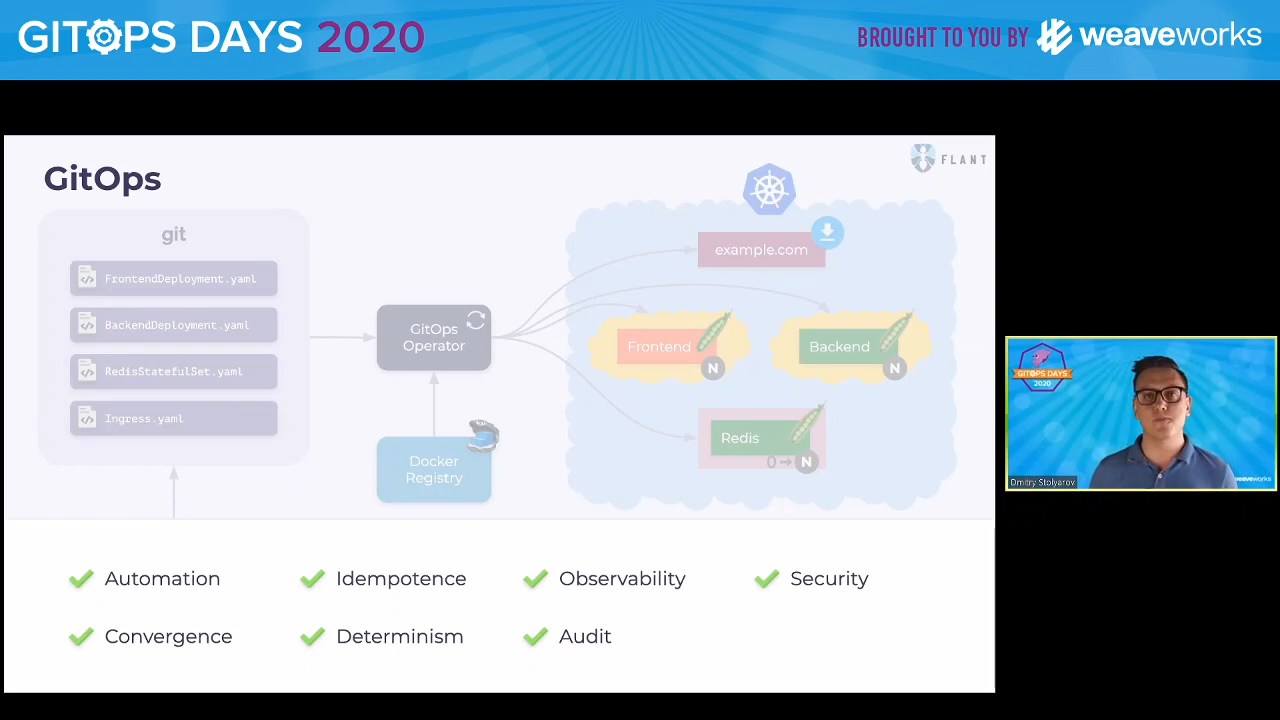 GITOPS DAYS 2020
BROUGHT TO YOU BY weaveworks
GitOps
FLANT
git
FrontendDeployment.yaml
BackendDeployment.yaml
RedisStatefulSet.yaml
Ingress.yaml
GitOps
Operator
Docker
Registry
example.com
Frontend
N
Backend
N
Redis
0 → N
Automation
Idempotence
Observability
Security
Convergence
Determinism
Audit
GITOPS DAYS
2020
Dmitry Stolyarov
weaveworks